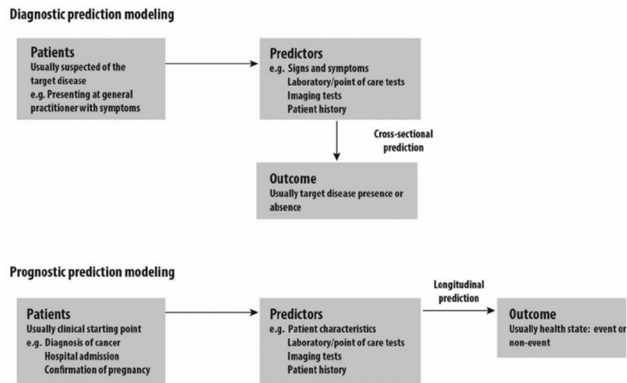 Diagnostic prediction modeling
Patients
Usually suspected of the
target disease
e.g. Presenting at general
practitioner with symptoms
Predictors
e.g. Signs and symptoms
Laboratory/point of care tests
Imaging tests
Patient history
Cross-sectional
prediction
Outcome
Usually target disease presence or
absence
Prognostic prediction modeling
Patients
Usually clinical starting point
e.g. Diagnosis of cancer
Hospital admission
Confirmation of pregnancy
Predictors
e.g. Patient characteristics
Laboratory/point of care tests
Imaging tests
Patient history
Longitudinal
prediction
Outcome
Usually health state: event or
non-event